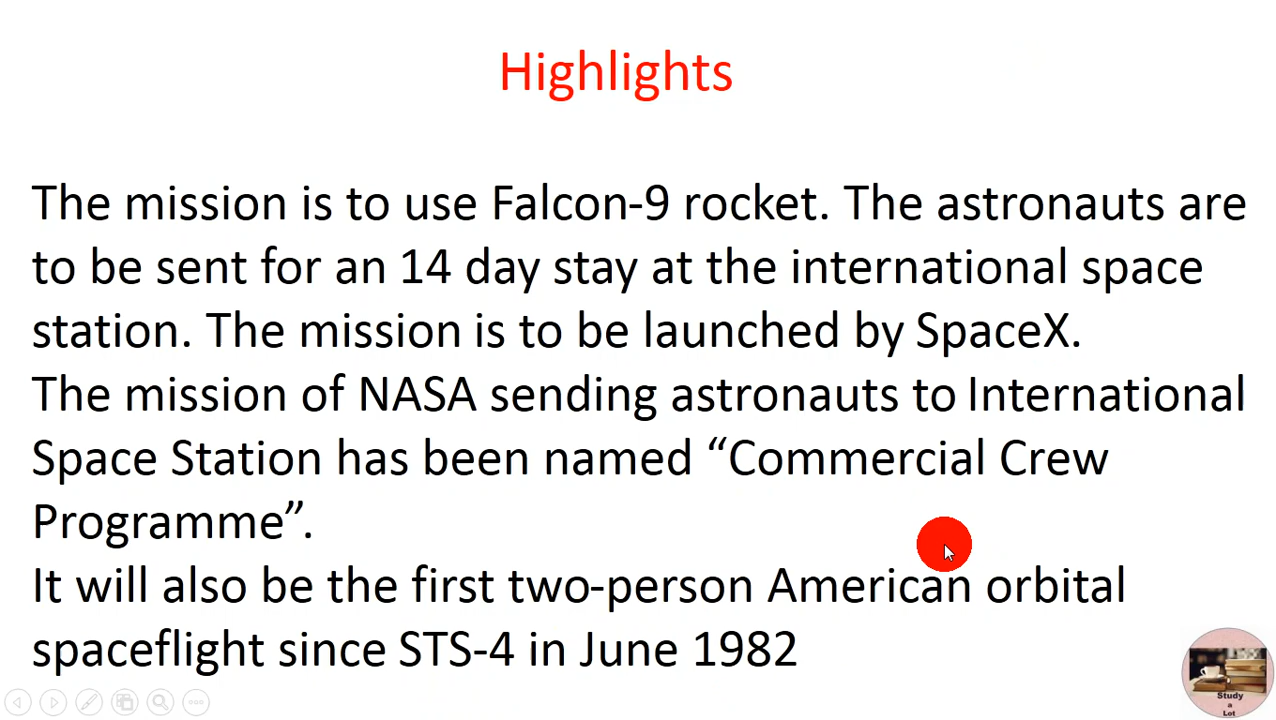 Highlights
The mission is to use Falcon-9 rocket. The astronauts are
to be sent for an 14 day stay at the international space
station. The mission is to be launched by SpaceX.
The mission of NASA sending astronauts to International
Space Station has been named “Commercial Crew
Programme”.
It will also be the first two-person American orbital
spaceflight since STS-4 in June 1982
Study
a
Lot